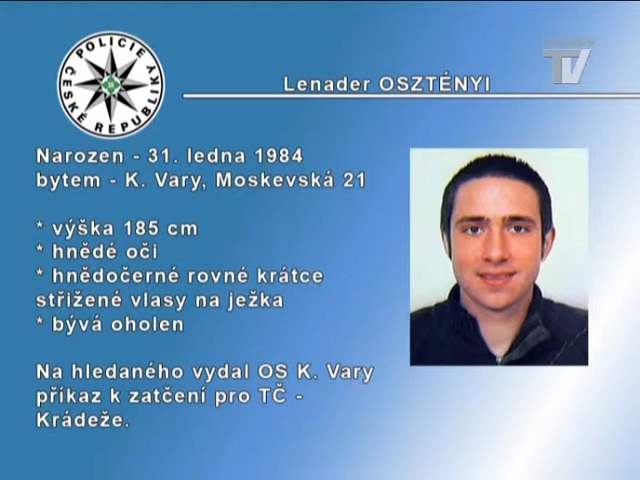 POLICIE
ČESKÉ REPUBLIKY
TV
Lenader OSZTÉNYI
Narozen - 31. ledna 1984
bytem - K. Vary, Moskevská 21
* výška 185 cm
* hnědé oči
* hnědočerné rovné krátce
střižené vlasy na ježka
* bývá oholen
Na hledaného vydal OS K. Vary
příkaz k zatčení pro TČ -
Krádeže.